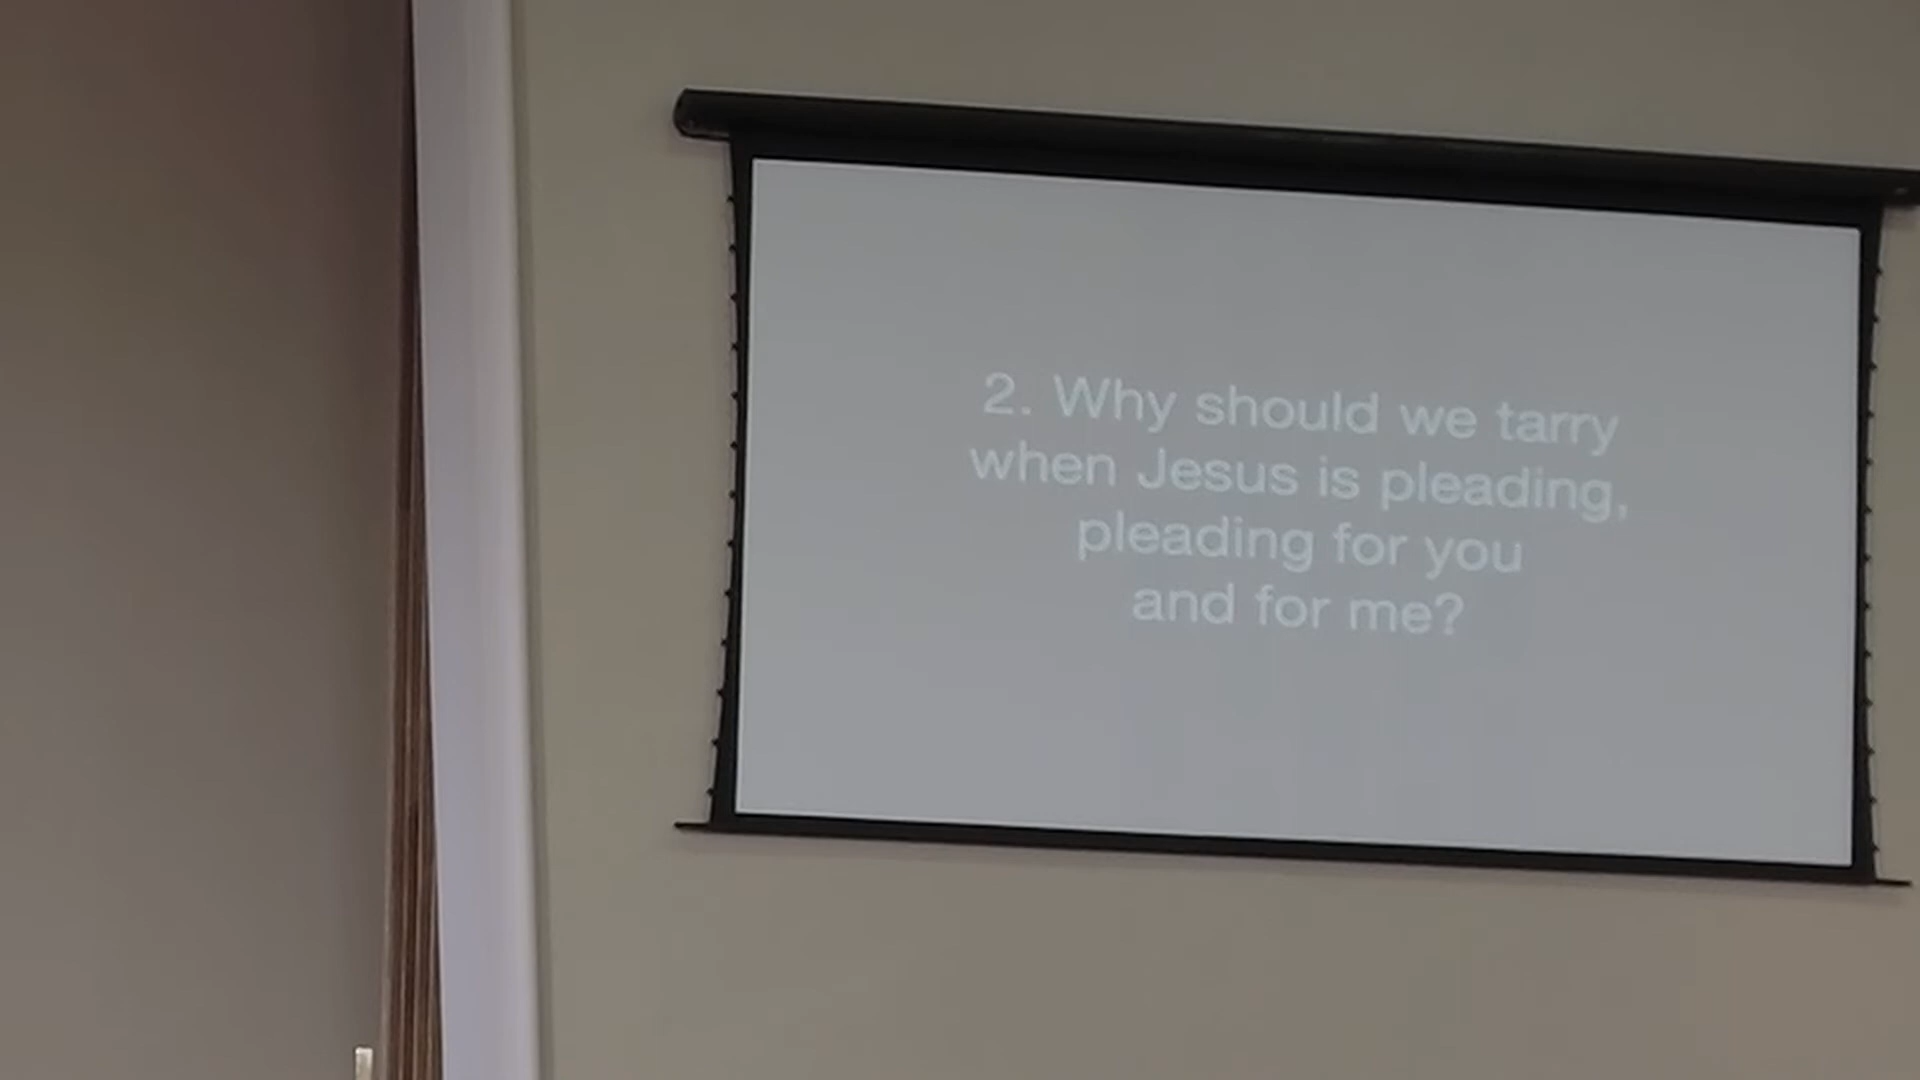 2. Why should we tarry
when Jesus is pleading,
pleading for you
and for me?